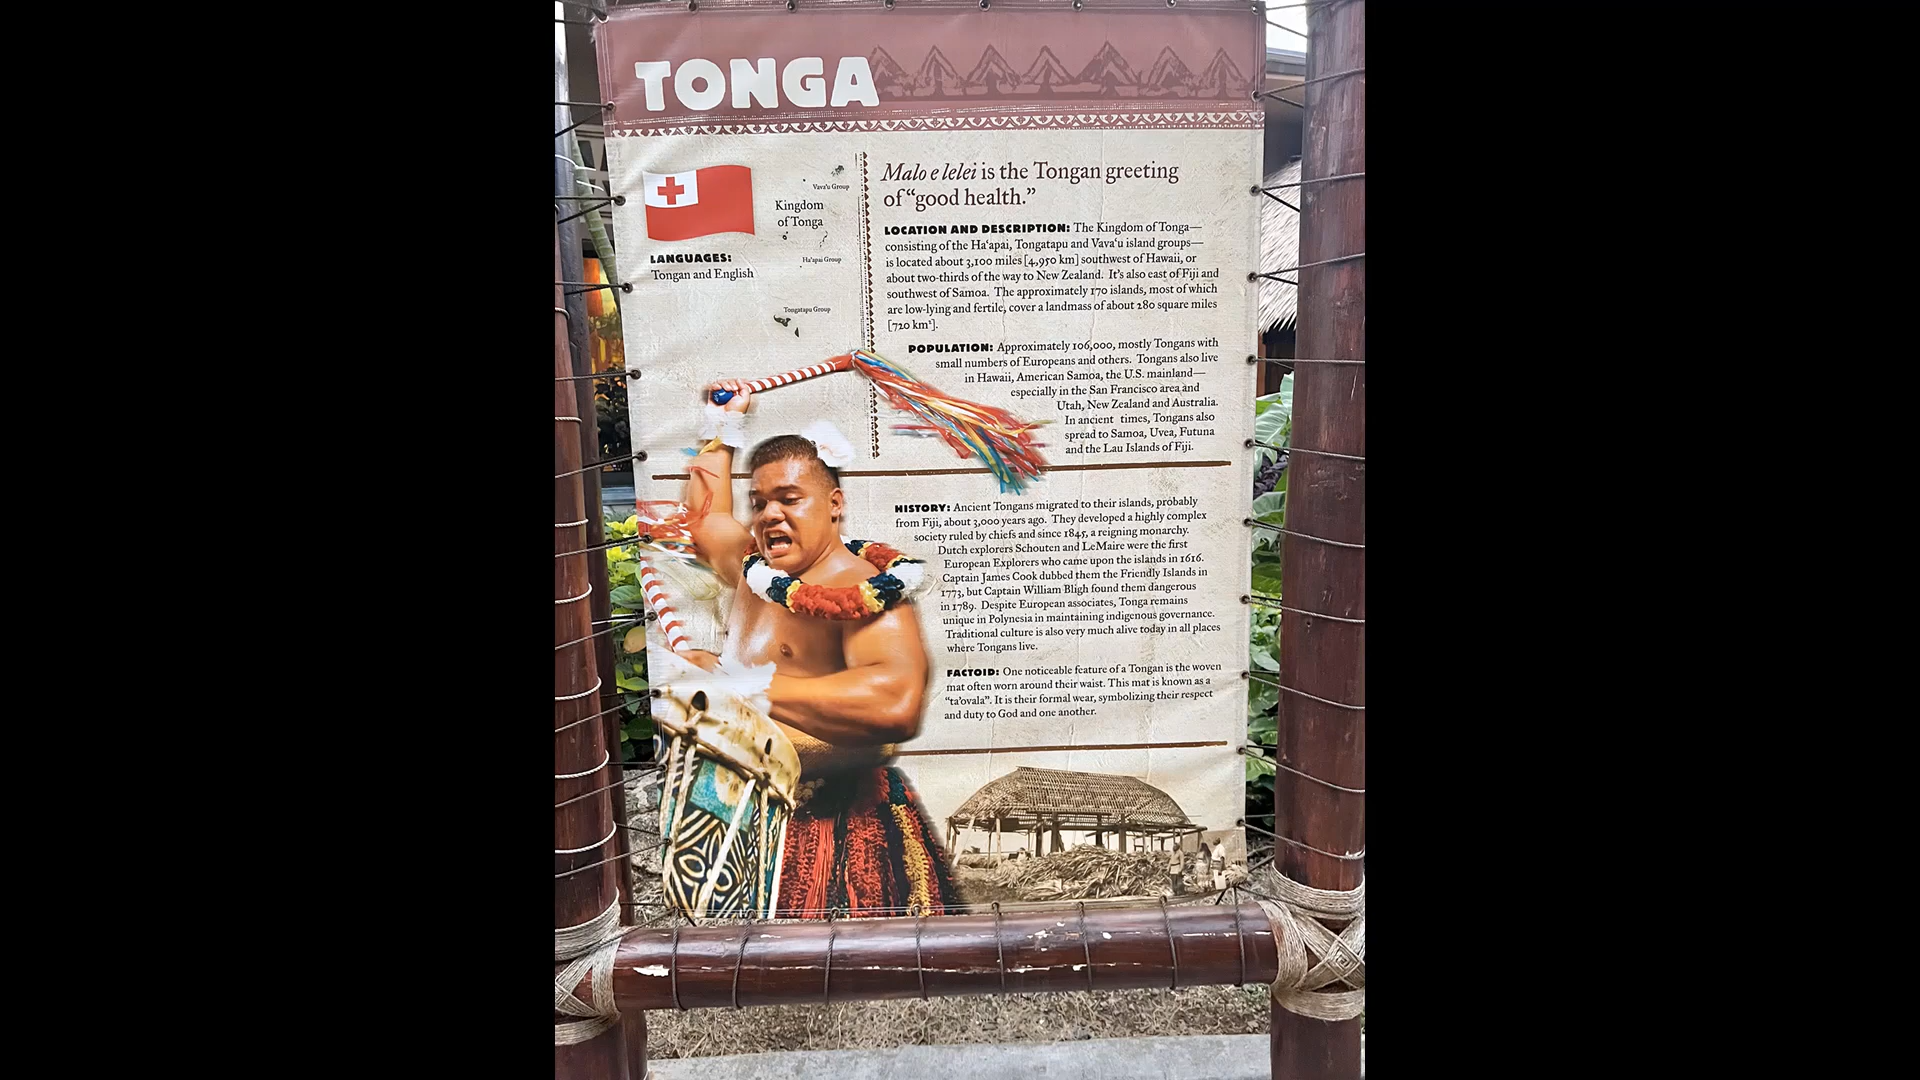 TONGA
Vava'u Group
Kingdom
of Tonga
Ha'apai Group
Tongatapu Group
LANGUAGES:
Tongan and English
Malo e lelei is the Tongan greeting
of “good health.”
LOCATION AND DESCRIPTION: The Kingdom of Tonga—
consisting of the Ha‘apai, Tongatapu and Vava‘u island groups—
is located about 3,100 miles [4,950 km] southwest of Hawaii, or
about two-thirds of the way to New Zealand. It's also east of Fiji and
southwest of Samoa. The approximately 170 islands, most of which
are low-lying and fertile, cover a landmass of about 280 square miles
[720 km²].
POPULATION: Approximately 106,000, mostly Tongans with
small numbers of Europeans and others. Tongans also live
in Hawaii, American Samoa, the U.S. mainland—
especially in the San Francisco area and
Utah, New Zealand and Australia.
In ancient times, Tongans also
spread to Samoa, Uvea, Futuna
and the Lau Islands of Fiji.
HISTORY: Ancient Tongans migrated to their islands, probably
from Fiji, about 3,000 years ago. They developed a highly complex
society ruled by chiefs and since 1845, a reigning monarchy.
Dutch explorers Schouten and LeMaire were the first
European Explorers who came upon the islands in 1616.
Captain James Cook dubbed them the Friendly Islands in
1773, but Captain William Bligh found them dangerous
in 1789. Despite European associates, Tonga remains
unique in Polynesia in maintaining indigenous governance.
Traditional culture is also very much alive today in all places
where Tongans live.
FACTOID: One noticeable feature of a Tongan is the woven
mat often worn around their waist. This mat is known as a
“ta'ovala”. It is their formal wear, symbolizing their respect
and duty to God and one another.